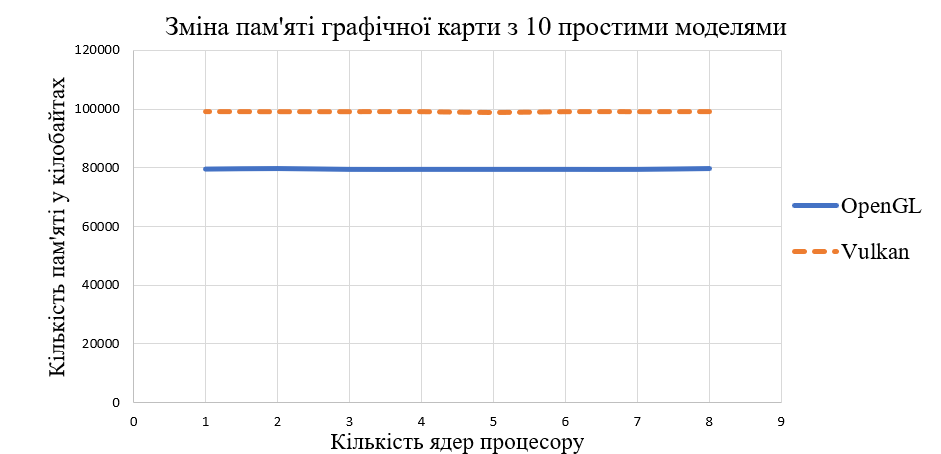 Зміна пам'яті графічної карти з 10 простими моделями
Кількість пам'яті у кілобайтах
120000
100000
80000
60000
40000
20000
0
0 1 2 3 4 5 6 7 8 9
Кількість ядер процесору
OpenGL
Vulkan